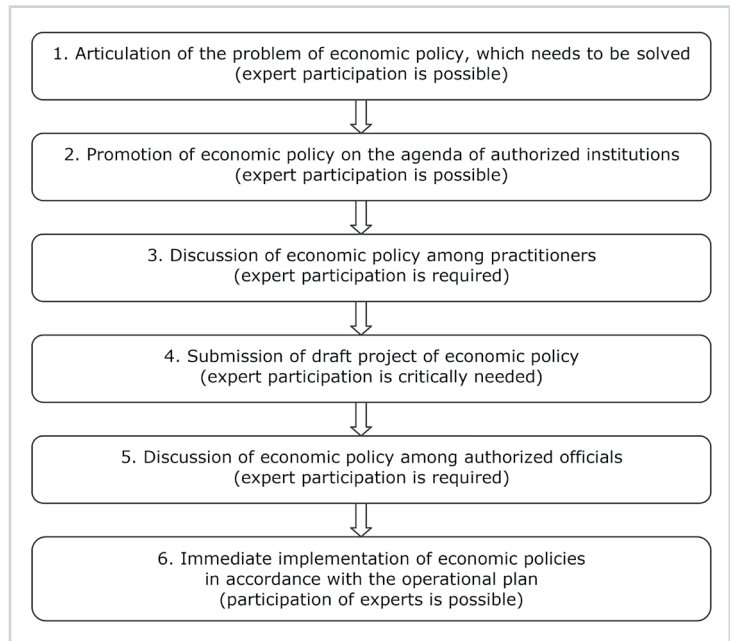 1. Articulation of the problem of economic policy, which needs to be solved
(expert participation is possible)
2. Promotion of economic policy on the agenda of authorized institutions
(expert participation is possible)
3. Discussion of economic policy among practitioners
(expert participation is required)
4. Submission of draft project of economic policy
(expert participation is critically needed)
5. Discussion of economic policy among authorized officials
(expert participation is required)
6. Immediate implementation of economic policies
in accordance with the operational plan
(participation of experts is possible)